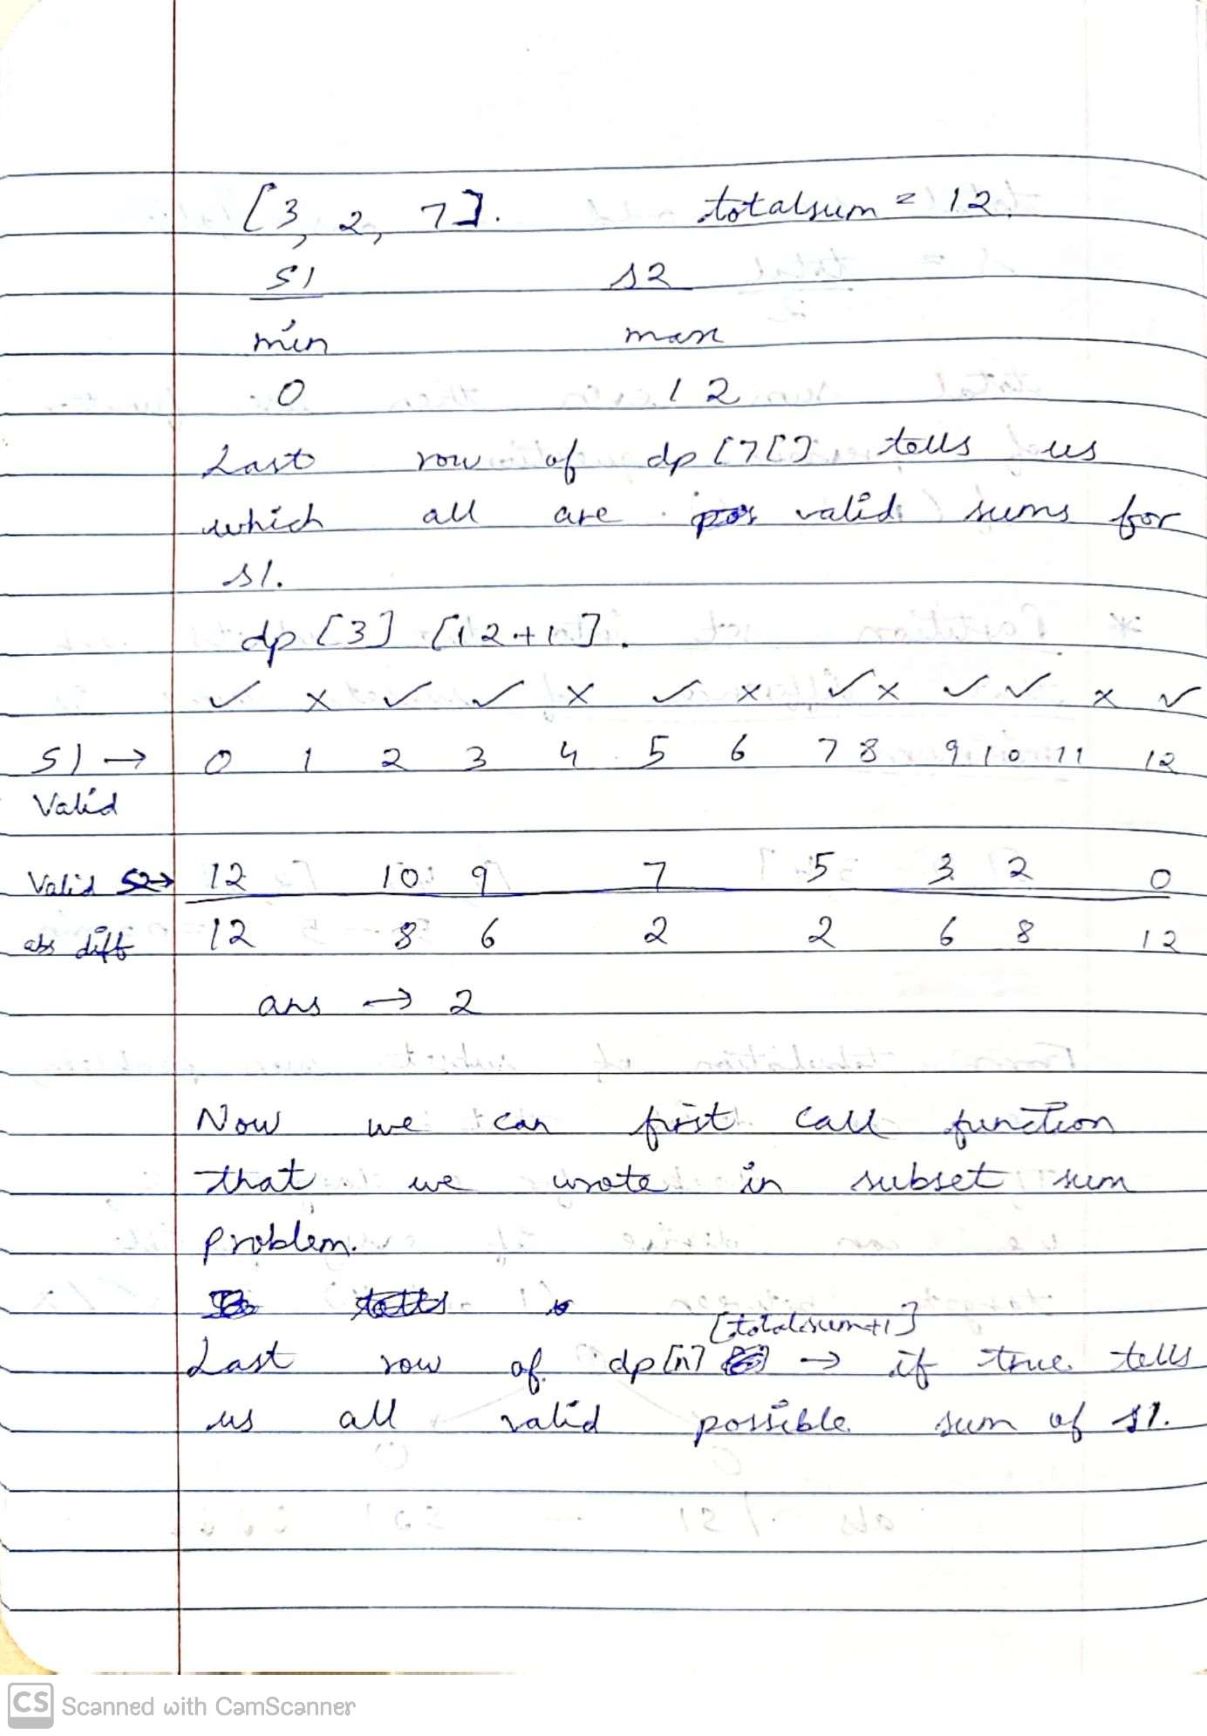 [3, 2, 7]. totalsum = 12.
S1 s2
min max
0 12
Last row of dp[][] tells us
which all are pos valid sums for
s1.
dp[3] [12+1].
✓ x ✓ ✓ x ✓ x ✓ x ✓ ✓ x ✓
S1 → 0 1 2 3 4 5 6 7 8 9 10 11 12
Valid
Valid S2→ 12 10 9 7 5 3 2 0
abs diff 12 8 6 2 2 6 8 12
ans → 2
Now we can first call function
that we wrote in subset sum
problem.
tells
[totalsum+1]
Last row of dp[n] → if true tells
us all valid possible sum of s1.
CS Scanned with CamScanner